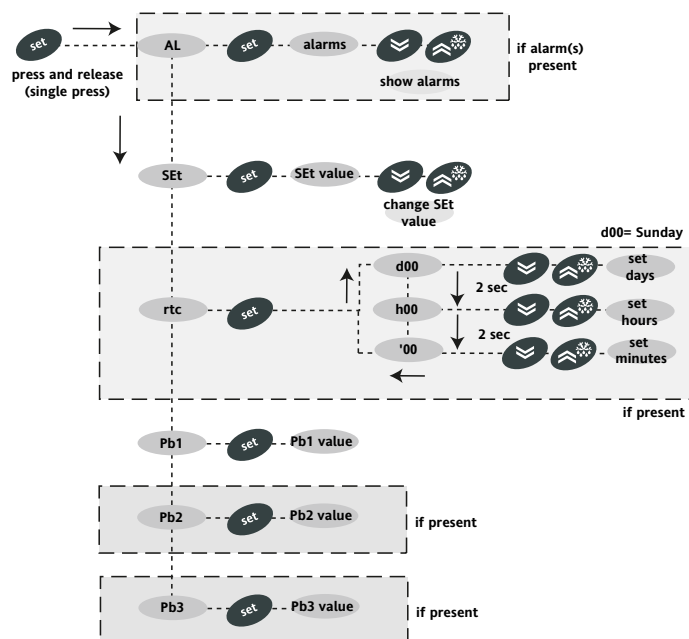 set
AL
set
alarms
if alarm(s)
present
press and release
(single press)
show alarms
SEt
set
SEt value
change SEt
value
d00= Sunday
d00
set
days
2 sec
rtc
set
h00
set
hours
2 sec
'00
set
minutes
if present
Pb1
set
Pb1 value
Pb2
set
Pb2 value
if present
Pb3
set
Pb3 value
if present